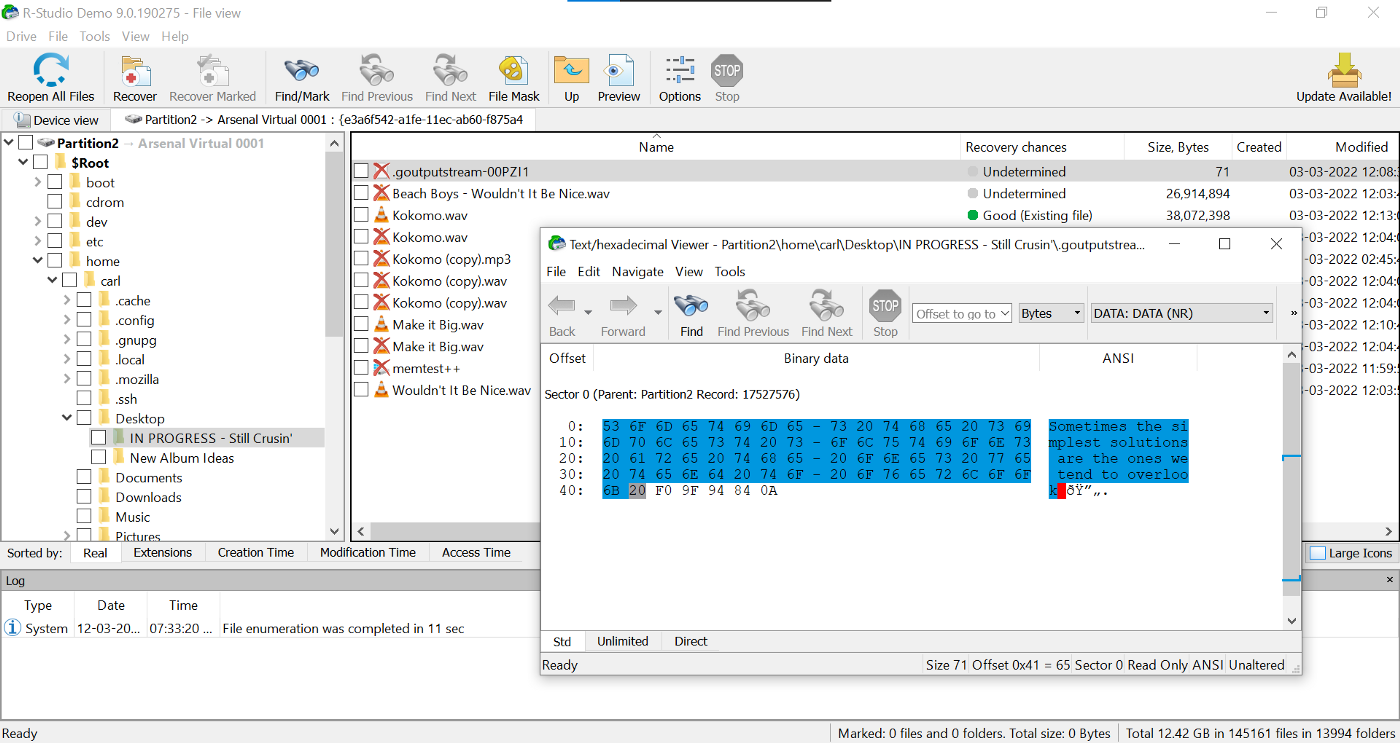 R-Studio Demo 9.0.190275 - File view
Drive File Tools View Help
Reopen All Files Recover Recover Marked Find/Mark Find Previous Find Next File Mask Up Preview Options STOP Stop Update Available!
Device view Partition2 -> Arsenal Virtual 0001 : {e3a6f542-a1fe-11ec-ab60-f875a4
Partition2 → Arsenal Virtual 0001
$Root
boot
cdrom
dev
etc
home
carl
.cache
.config
.gnupg
.local
.mozilla
.ssh
Desktop
IN PROGRESS - Still Crusin'
New Album Ideas
Documents
Downloads
Music
Pictures
Name Recovery chances Size, Bytes Created Modified
.goutputstream-00PZI1 Undetermined 71 03-03-2022 12:08:
Beach Boys - Wouldn't It Be Nice.wav Undetermined 26,914,894 03-03-2022 12:03:4
Kokomo.wav Good (Existing file) 38,072,398 03-03-2022 12:13:0
Kokomo.wav -03-2022 12:04:0
Kokomo (copy).mp3 -03-2022 02:45:4
Kokomo (copy).wav -03-2022 12:04:0
Kokomo (copy).wav -03-2022 12:04:0
Make it Big.wav -03-2022 12:10:4
Make it Big.wav -03-2022 12:04:4
memtest++ -03-2022 11:59:
Wouldn't It Be Nice.wav -03-2022 12:03:
Text/hexadecimal Viewer - Partition2\home\carl\Desktop\IN PROGRESS - Still Crusin'\.goutputstrea...
File Edit Navigate View Tools
Back Forward Find Find Previous Find Next STOP Stop Offset to go to Bytes DATA: DATA (NR) »
Offset Binary data ANSI
Sector 0 (Parent: Partition2 Record: 17527576)
0: 53 6F 6D 65 74 69 6D 65 - 73 20 74 68 65 20 73 69 Sometimes the si
10: 6D 70 6C 65 73 74 20 73 - 6F 6C 75 74 69 6F 6E 73 mplest solutions
20: 20 61 72 65 20 74 68 65 - 20 6F 6E 65 73 20 77 65 are the ones we
30: 20 74 65 6E 64 20 74 6F - 20 6F 76 65 72 6C 6F 6F tend to overloo
40: 6B 20 F0 9F 94 84 0A k ðŸ”„.
Std Unlimited Direct
Ready Size 71 Offset 0x41 = 65 Sector 0 Read Only ANSI Unaltered
Sorted by: Real Extensions Creation Time Modification Time Access Time Large Icons
Log
Type Date Time
System 12-03-20... 07:33:20 ... File enumeration was completed in 11 sec
Ready Marked: 0 files and 0 folders. Total size: 0 Bytes Total 12.42 GB in 145161 files in 13994 folders